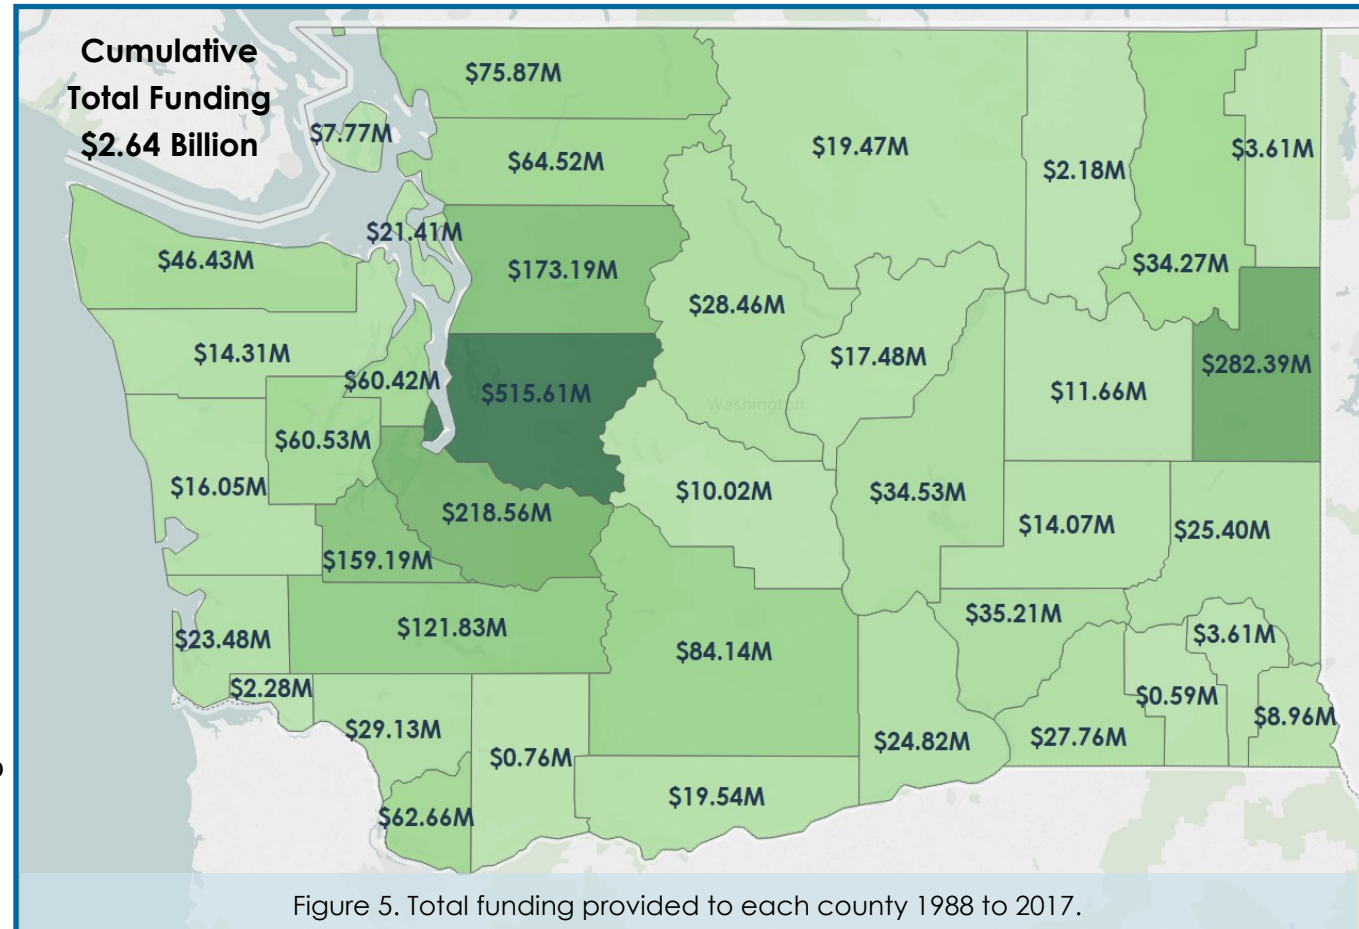 Cumulative
Total Funding
$2.64 Billion
$75.87M
$7.77M
$64.52M
$19.47M
$2.18M
$3.61M
$21.41M
$46.43M
$173.19M
$34.27M
$28.46M
$14.31M
$60.42M
$515.61M
$17.48M
$11.66M
$282.39M
Washington
$60.53M
$16.05M
$10.02M
$34.53M
$218.56M
$14.07M
$25.40M
$159.19M
$23.48M
$121.83M
$84.14M
$35.21M
$3.61M
$2.28M
$0.59M
$8.96M
$29.13M
$0.76M
$24.82M
$27.76M
$19.54M
$62.66M
Figure 5. Total funding provided to each county 1988 to 2017.